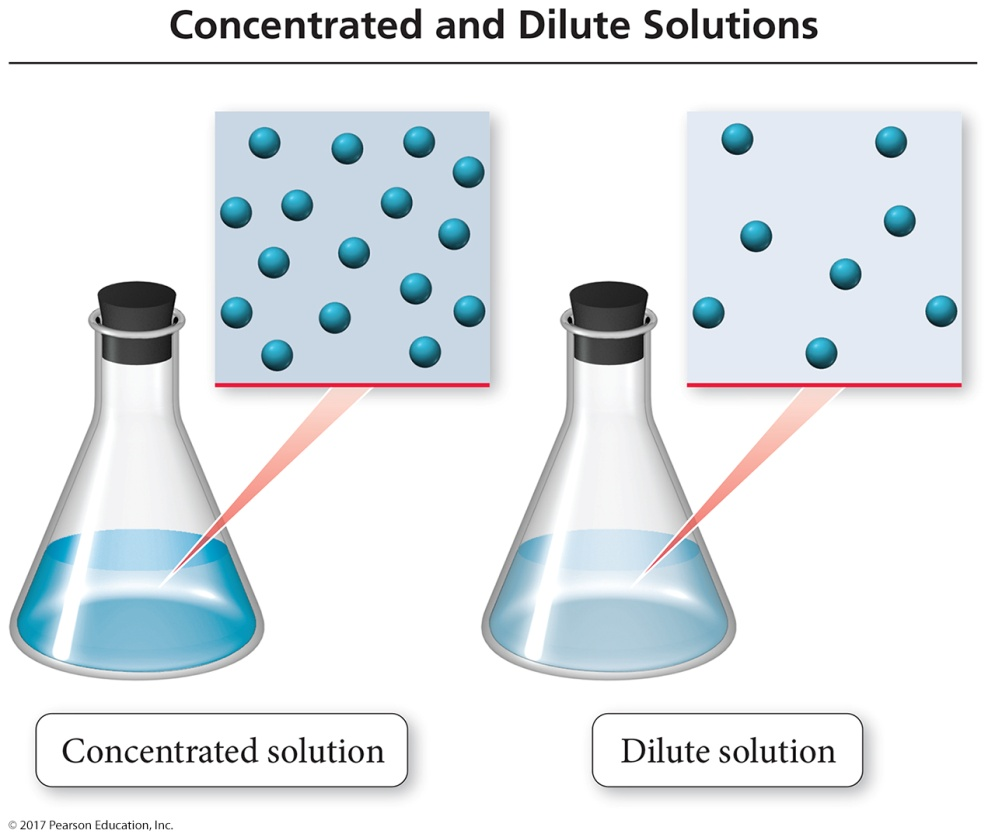 Concentrated and Dilute Solutions
Concentrated solution
Dilute solution
© 2017 Pearson Education, Inc.